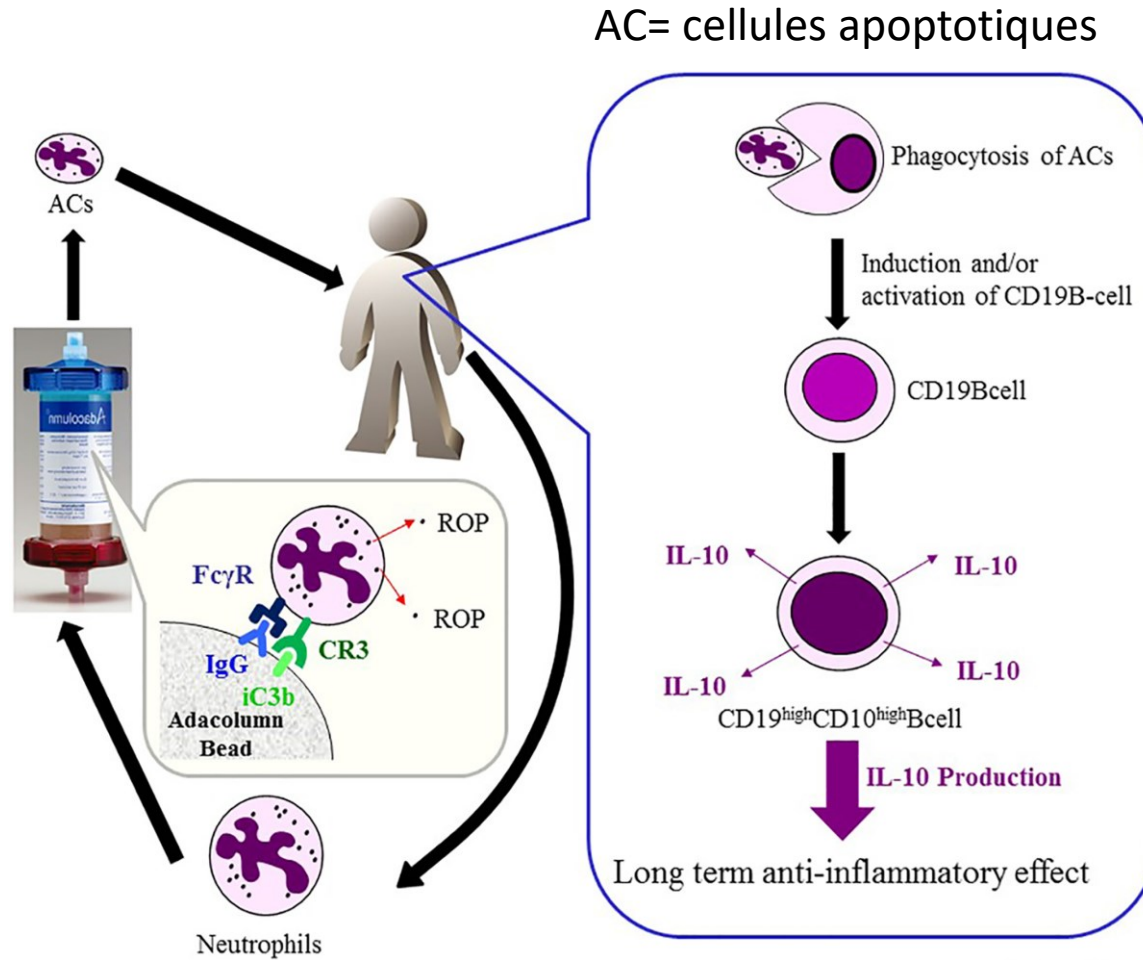 AC= cellules apoptotiques
ACs
Phagocytosis of ACs
Induction and/or
activation of CD19B-cell
CD19Bcell
IL-10
IL-10
IL-10
IL-10
CD19highCD10highBcell
IL-10 Production
Long term anti-inflammatory effect
Adacolumn
ROP
ROP
FcγR
CR3
IgG
iC3b
Adacolumn
Bead
Neutrophils